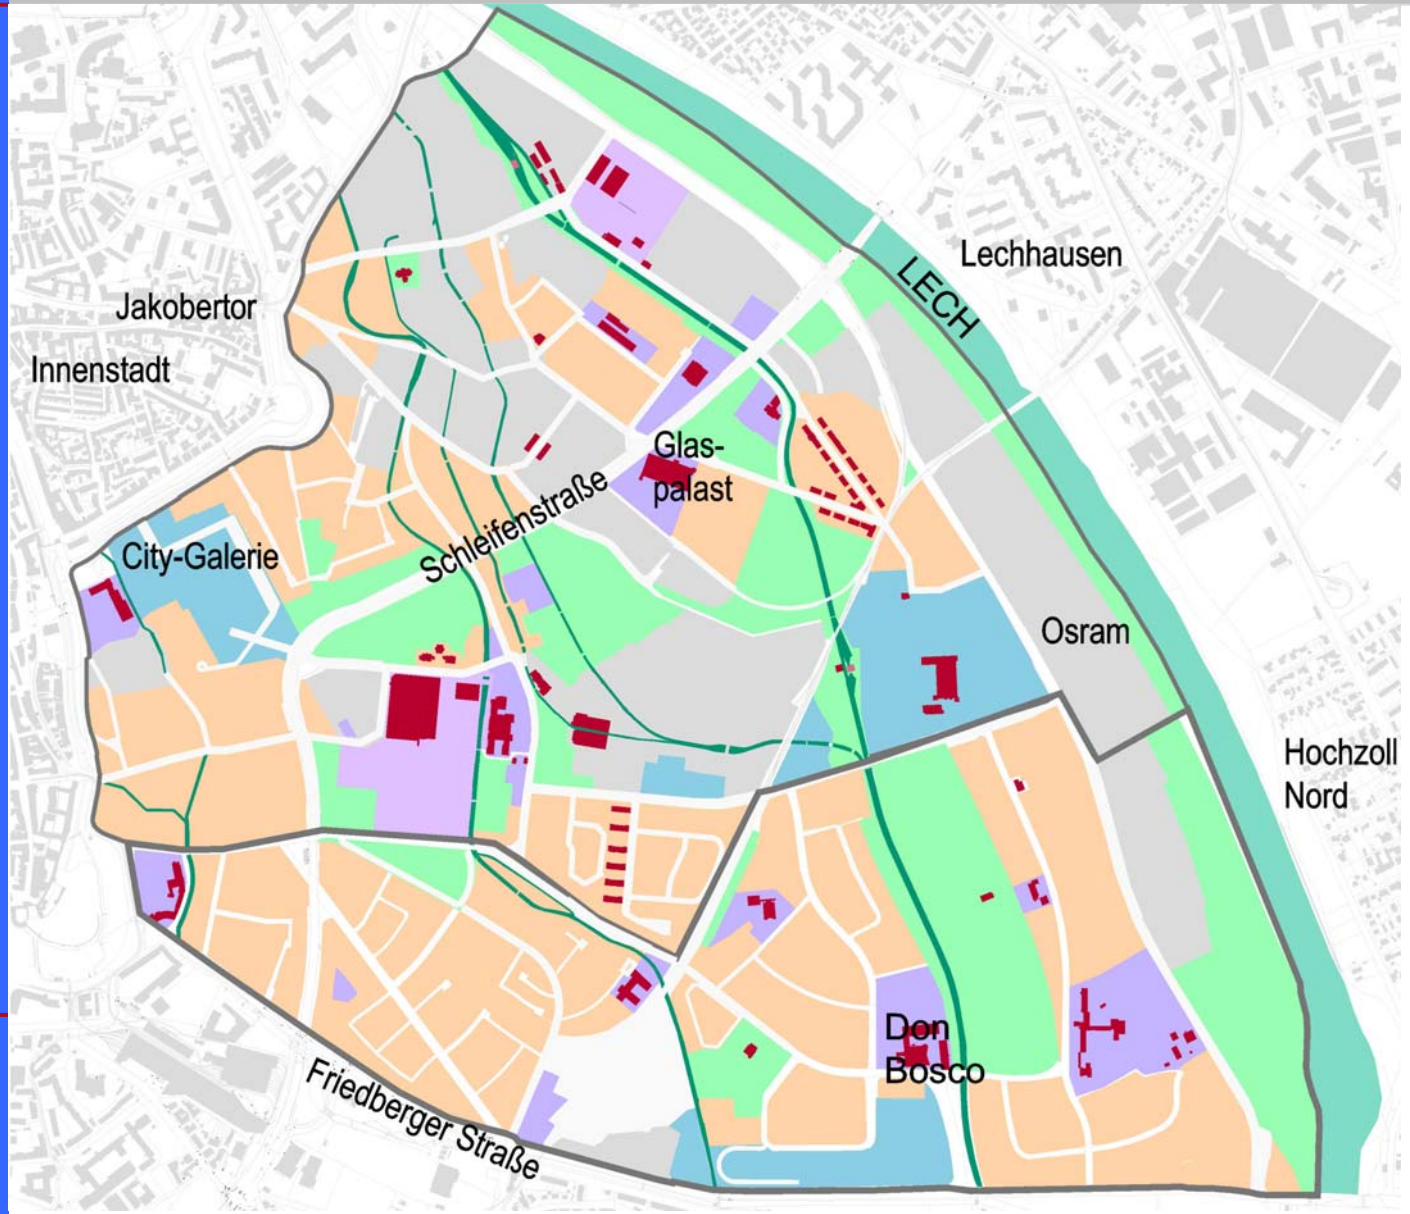 Lechhausen
LECH
Jakobertor
Innenstadt
Glas-
palast
Schleifenstraße
City-Galerie
Osram
Hochzoll
Nord
Don
Bosco
Friedberger Straße